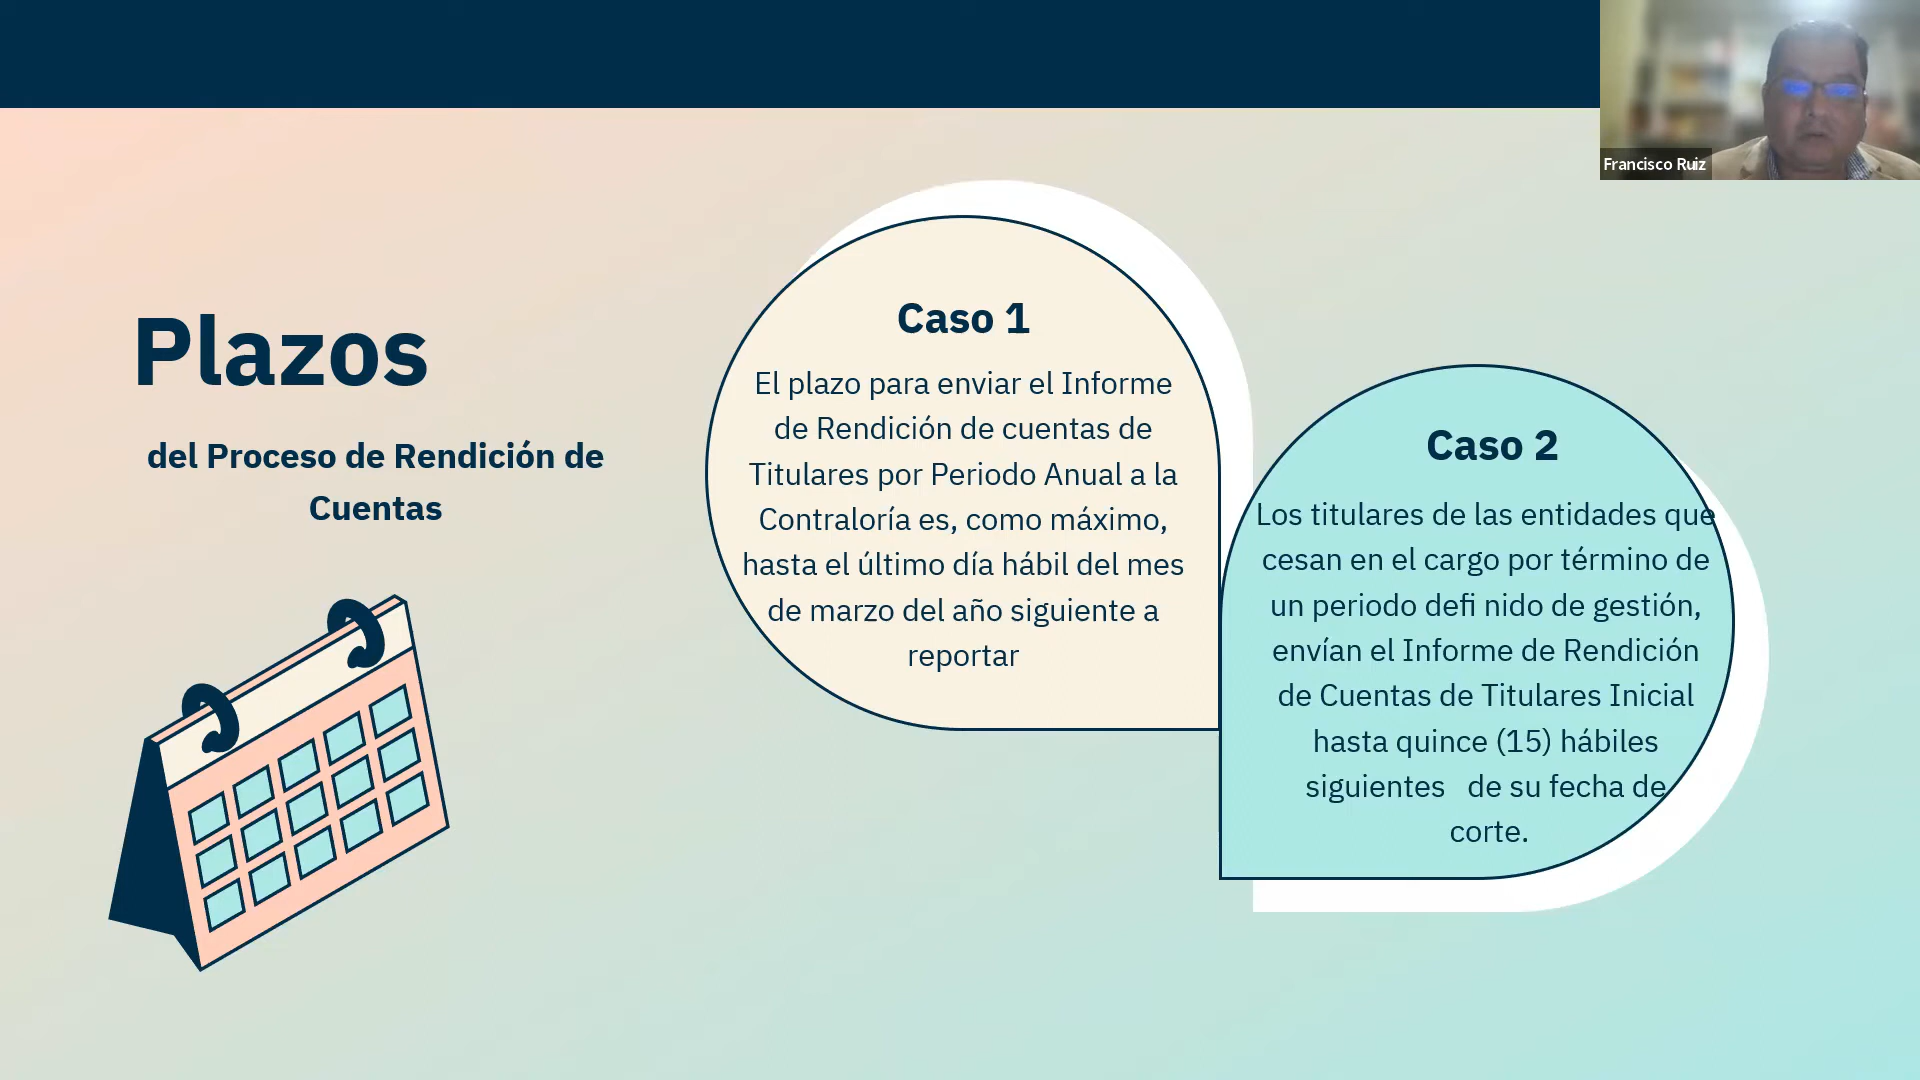 Francisco Ruiz
Plazos
del Proceso de Rendición de
Cuentas
Caso 1
El plazo para enviar el Informe
de Rendición de cuentas de
Titulares por Periodo Anual a la
Contraloría es, como máximo,
hasta el último día hábil del mes
de marzo del año siguiente a
reportar
Caso 2
Los titulares de las entidades que
cesan en el cargo por término de
un periodo defi nido de gestión,
envían el Informe de Rendición
de Cuentas de Titulares Inicial
hasta quince (15) hábiles
siguientes   de su fecha de
corte.